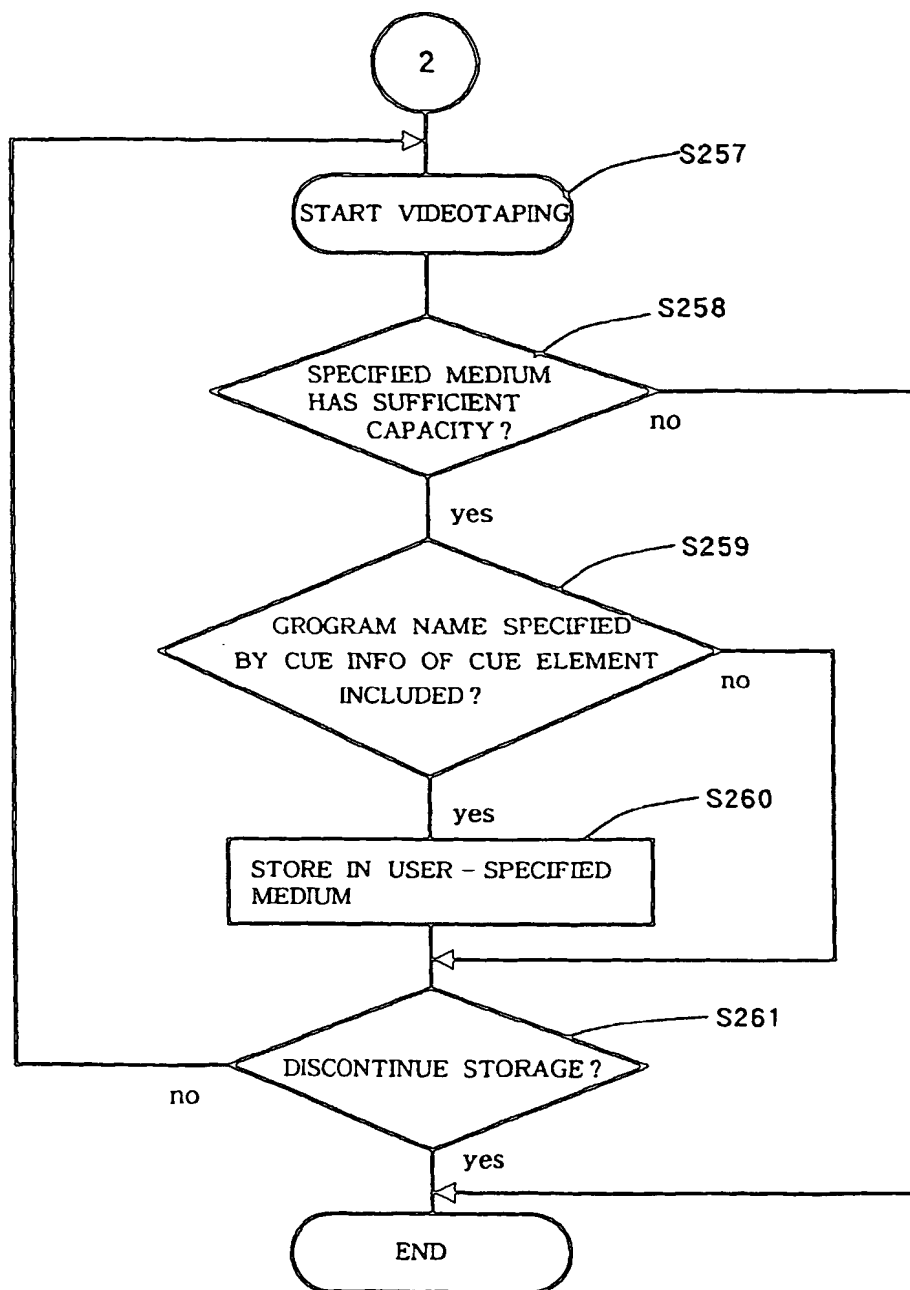 2
S257
START VIDEOTAPING
S258
SPECIFIED MEDIUM
HAS SUFFICIENT
CAPACITY ?
no
yes
S259
GROGRAM NAME SPECIFIED
BY CUE INFO OF CUE ELEMENT
INCLUDED ?
no
yes
S260
STORE IN USER – SPECIFIED
MEDIUM
S261
DISCONTINUE STORAGE ?
no
yes
END